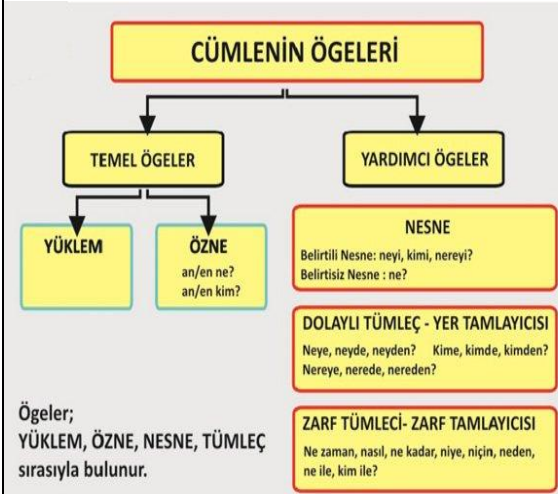 CÜMLENİN ÖGELERİ
TEMEL ÖGELER
YARDIMCI ÖGELER
YÜKLEM
ÖZNE
an/en ne?
an/en kim?
NESNE
Belirtili Nesne: neyi, kimi, nereyi?
Belirtisiz Nesne : ne?
DOLAYLI TÜMLEÇ - YER TAMLAYICISI
Neye, neyde, neyden? Kime, kimde, kimden?
Nereye, nerede, nereden?
ZARF TÜMLECİ- ZARF TAMLAYICISI
Ne zaman, nasıl, ne kadar, niye, niçin, neden,
ne ile, kim ile?
Ögeler;
YÜKLEM, ÖZNE, NESNE, TÜMLEÇ
sırasıyla bulunur.